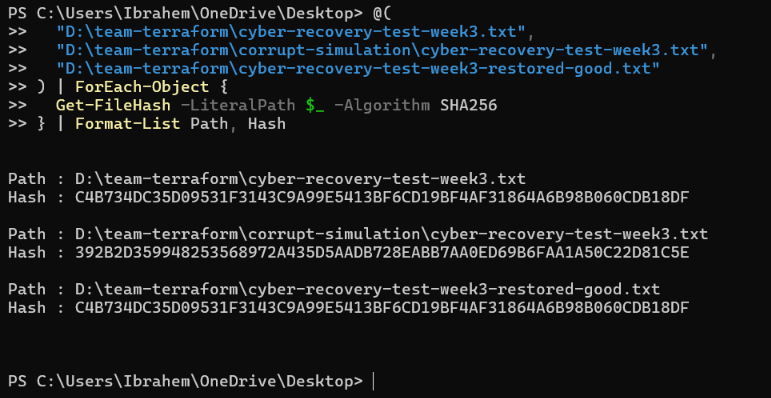 PS C:\Users\Ibrahem\OneDrive\Desktop> @(
>>   "D:\team-terraform\cyber-recovery-test-week3.txt",
>>   "D:\team-terraform\corrupt-simulation\cyber-recovery-test-week3.txt",
>>   "D:\team-terraform\cyber-recovery-test-week3-restored-good.txt"
>> ) | ForEach-Object {
>>   Get-FileHash -LiteralPath $_ -Algorithm SHA256
>> } | Format-List Path, Hash
Path : D:\team-terraform\cyber-recovery-test-week3.txt
Hash : C4B734DC35D09531F3143C9A99E5413BF6CD19BF4AF31864A6B98B060CDB18DF
Path : D:\team-terraform\corrupt-simulation\cyber-recovery-test-week3.txt
Hash : 392B2D359948253568972A435D5AADB728EABB7AA0ED69B6FAA1A50C22D81C5E
Path : D:\team-terraform\cyber-recovery-test-week3-restored-good.txt
Hash : C4B734DC35D09531F3143C9A99E5413BF6CD19BF4AF31864A6B98B060CDB18DF
PS C:\Users\Ibrahem\OneDrive\Desktop>